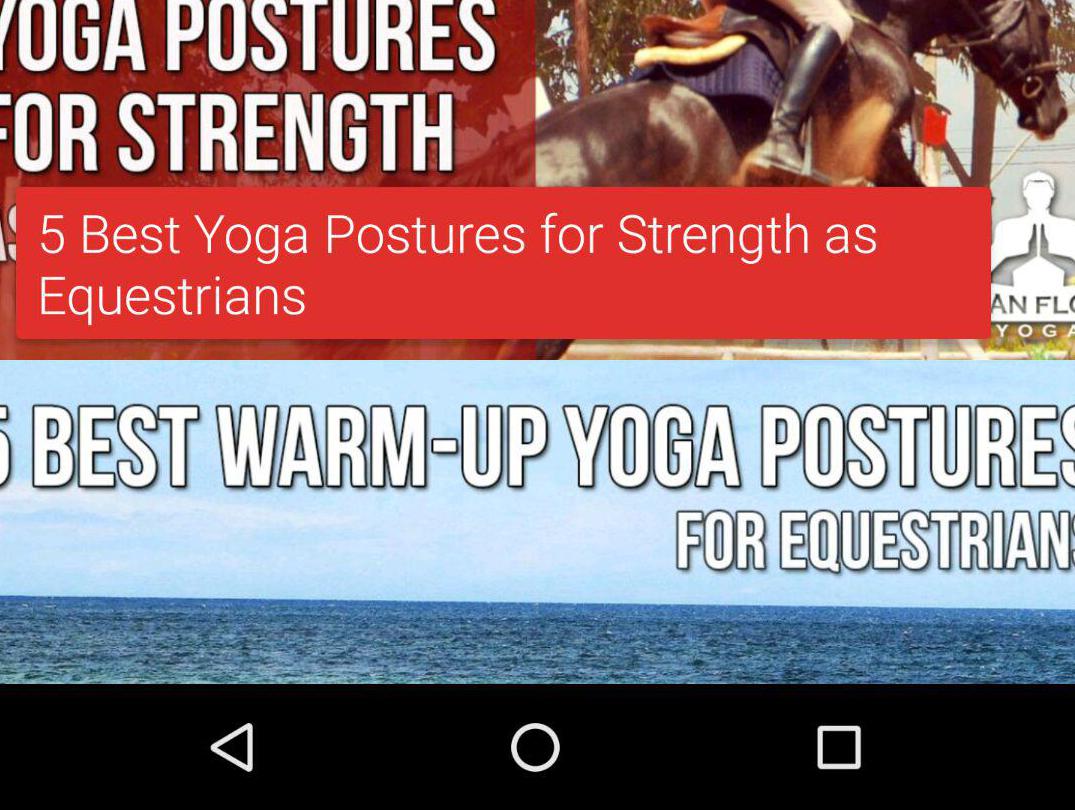 YOGA POSTURES
FOR STRENGTH
AS
5 Best Yoga Postures for Strength as
Equestrians
AN FLO
YOGA
5 BEST WARM-UP YOGA POSTURES
FOR EQUESTRIANS